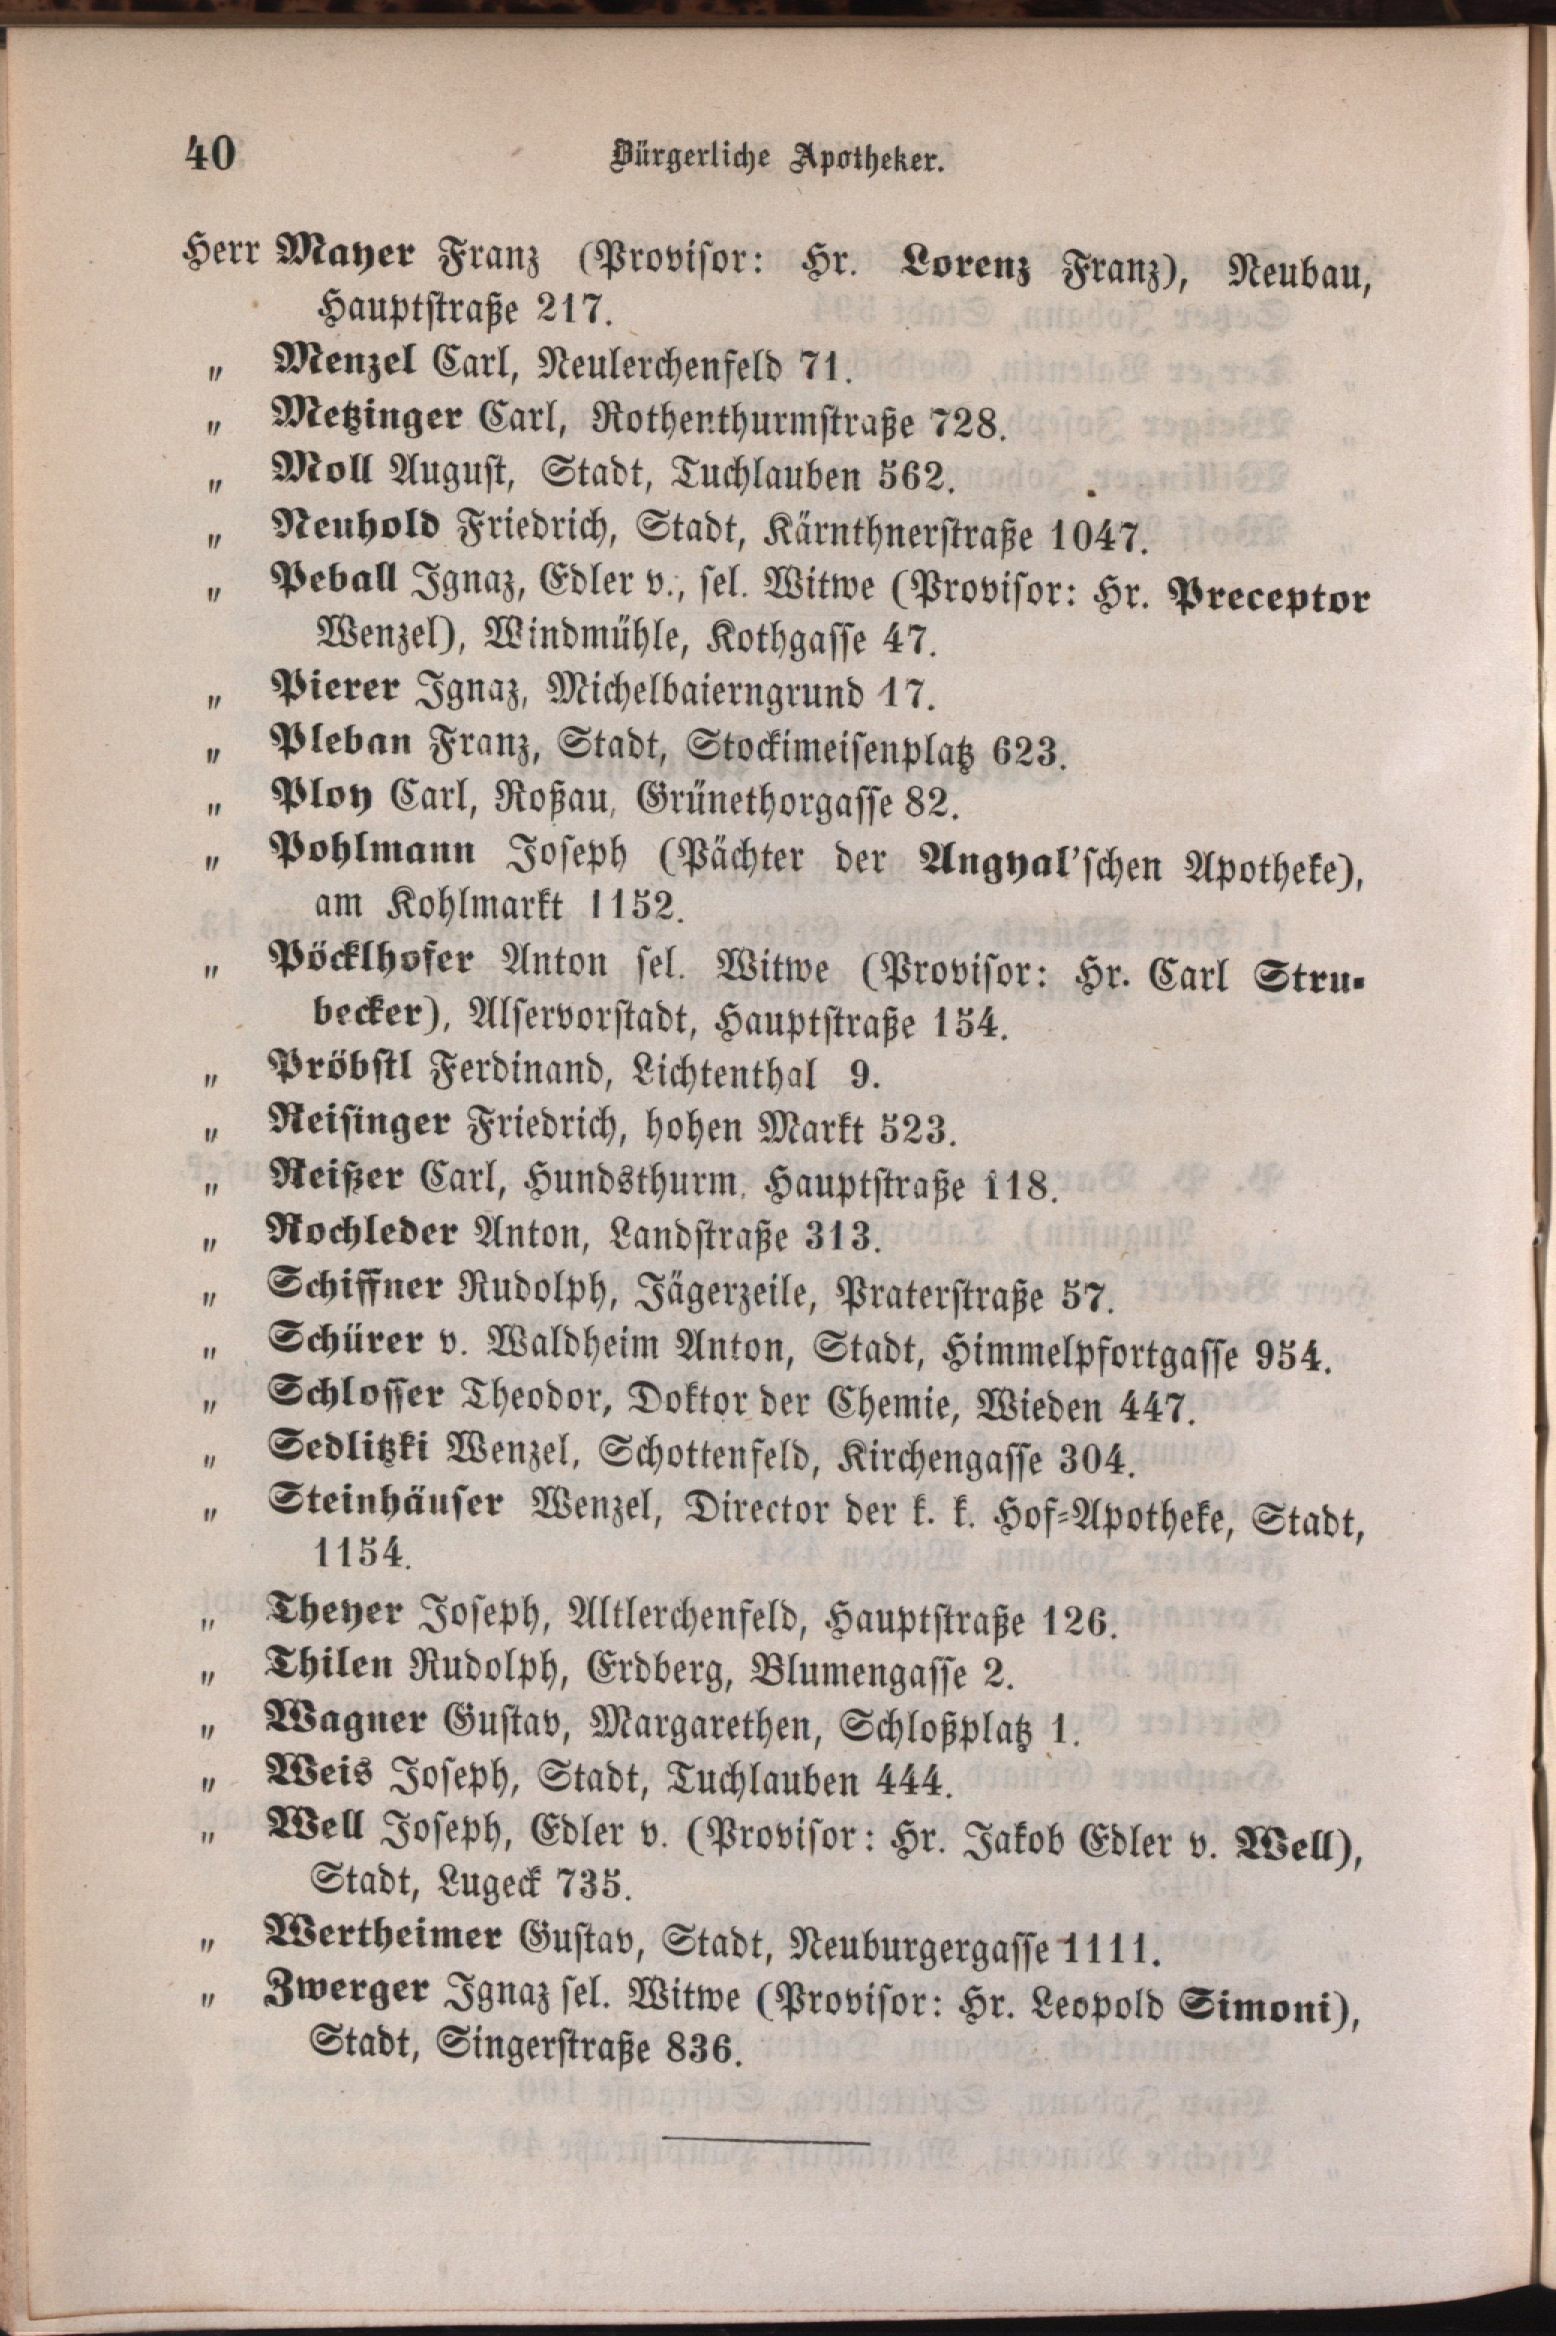 40
Bürgerliche Apotheker.
Herr Mayer Franz (Provisor: Hr. Lorenz Franz), Neubau,
Hauptstraße 217.
„ Menzel Carl, Neulerchenfeld 71.
„ Metzinger Carl, Rothenthurmstraße 728.
„ Moll August, Stadt, Tuchlauben 562.
„ Neuhold Friedrich, Stadt, Kärnthnerstraße 1047.
„ Peball Ignaz, Edler v., sel. Witwe (Provisor: Hr. Preceptor
Wenzel), Windmühle, Kothgasse 47.
„ Pierer Ignaz, Michelbaierngrund 17.
„ Pleban Franz, Stadt, Stockimeisenplatz 623.
„ Ploy Carl, Roßau, Grünethorgasse 82.
„ Pohlmann Joseph (Pächter der Angyal'schen Apotheke),
am Kohlmarkt 1152.
„ Pöcklhofer Anton sel. Witwe (Provisor: Hr. Carl Stru-
becker), Alservorstadt, Hauptstraße 154.
„ Pröbstl Ferdinand, Lichtenthal 9.
„ Reisinger Friedrich, hohen Markt 523.
„ Reißer Carl, Hundsthurm, Hauptstraße 118.
„ Rochleder Anton, Landstraße 313.
„ Schiffner Rudolph, Jägerzeile, Praterstraße 57.
„ Schürer v. Waldheim Anton, Stadt, Himmelpfortgasse 954.
„ Schlosser Theodor, Doktor der Chemie, Wieden 447.
„ Sedlitzki Wenzel, Schottenfeld, Kirchengasse 304.
„ Steinhäuser Wenzel, Director der k. k. Hof-Apotheke, Stadt,
1154.
„ Theyer Joseph, Altlerchenfeld, Hauptstraße 126.
„ Thilen Rudolph, Erdberg, Blumengasse 2.
„ Wagner Gustav, Margarethen, Schloßplatz 1.
„ Weis Joseph, Stadt, Tuchlauben 444.
„ Well Joseph, Edler v. (Provisor: Hr. Jakob Edler v. Well),
Stadt, Lugeck 735.
„ Wertheimer Gustav, Stadt, Neuburgergasse 1111.
„ Zwerger Ignaz sel. Witwe (Provisor: Hr. Leopold Simoni),
Stadt, Singerstraße 836.